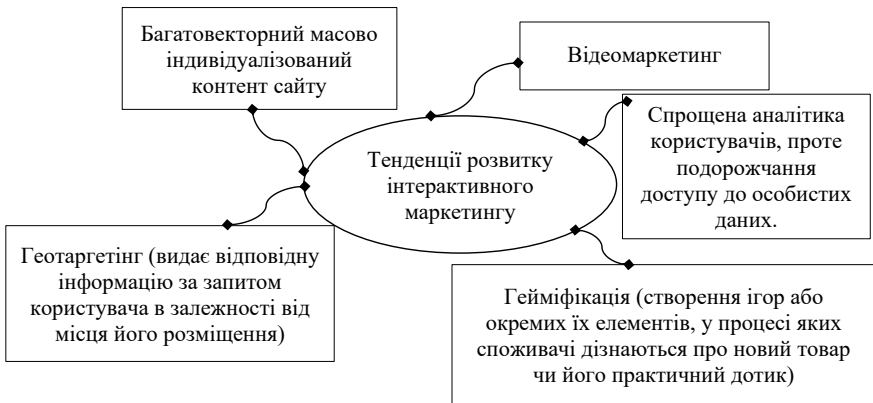 Багатовекторний масово
індивідуалізований
контент сайту
Відеомаркетинг
Спрощена аналітика
користувачів, проте
подорожчання
доступу до особистих
даних.
Тенденції розвитку
інтерактивного
маркетингу
Геотаргетінг (видає відповідну
інформацію за запитом
користувача в залежності від
місця його розміщення)
Гейміфікація (створення ігор або
окремих їх елементів, у процесі яких
споживачі дізнаються про новий товар
чи його практичний дотик)